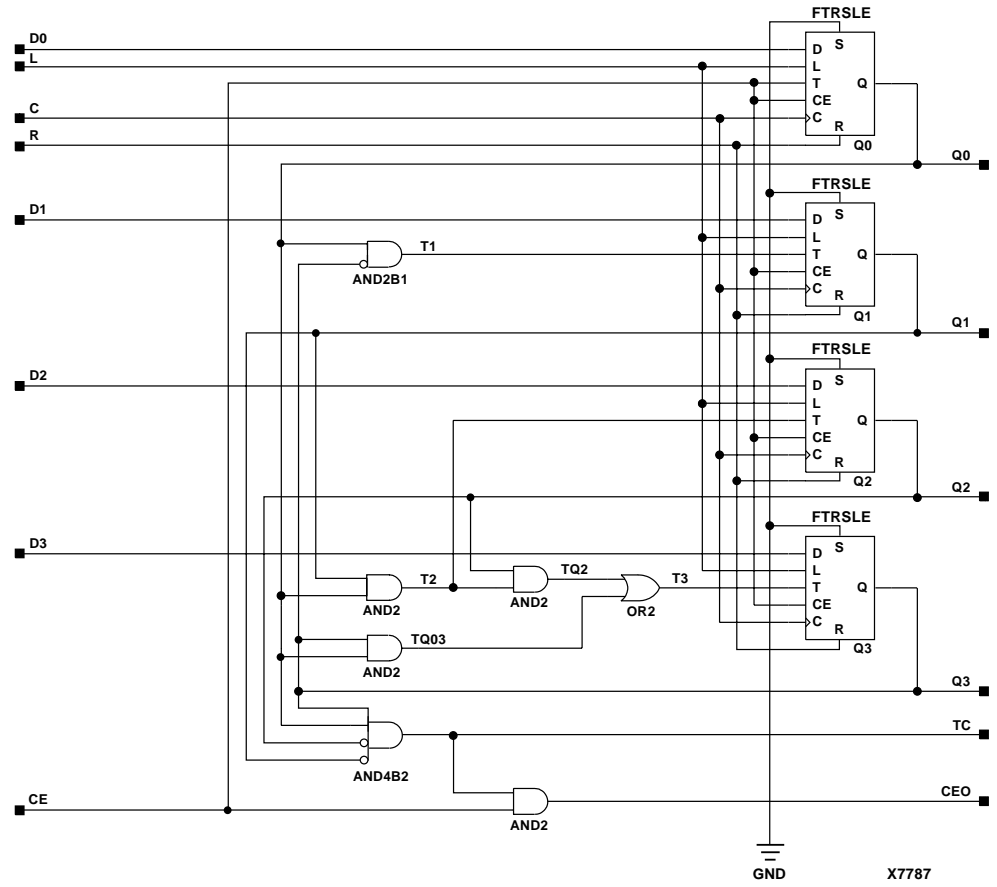 FTRSLE
D0
S
D
L
L
T
Q
CE
C
C
R
R
Q0
Q0
FTRSLE
D1
S
D
L
T1
T
Q
CE
AND2B1
C
R
Q1
Q1
FTRSLE
D2
S
D
L
T
Q
CE
C
R
Q2
Q2
FTRSLE
D3
S
D
L
T2
TQ2
T3
T
Q
CE
AND2
AND2
OR2
C
R
TQ03
Q3
AND2
Q3
TC
AND4B2
CE
CEO
AND2
GND
X7787